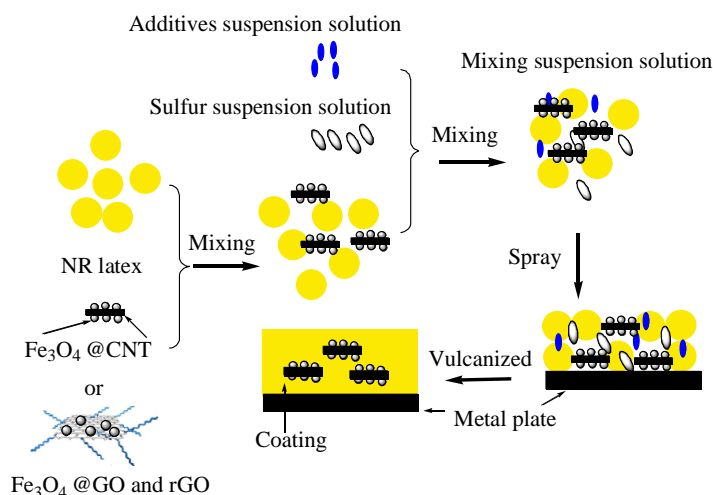 Additives suspension solution
Mixing suspension solution
Sulfur suspension solution
Mixing
Mixing
NR latex
Spray
Fe₃O₄ @CNT
Vulcanized
or
Metal plate
Coating
Fe₃O₄ @GO and rGO